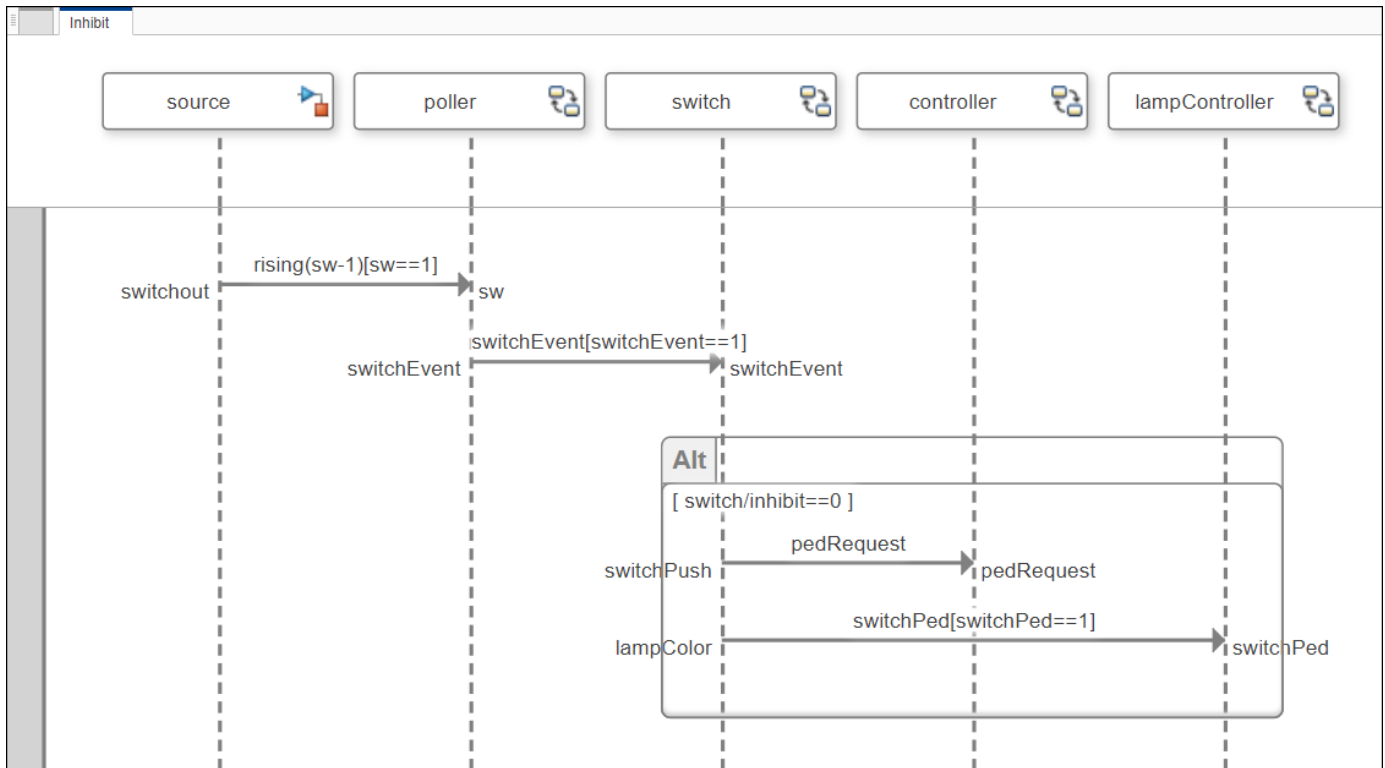 Inhibit
source
poller
switch
controller
lampController
rising(sw-1)[sw==1]
switchout
sw
switchEvent[switchEvent==1]
switchEvent
switchEvent
Alt
[ switch/inhibit==0 ]
pedRequest
switchPush
pedRequest
switchPed[switchPed==1]
lampColor
switchPed